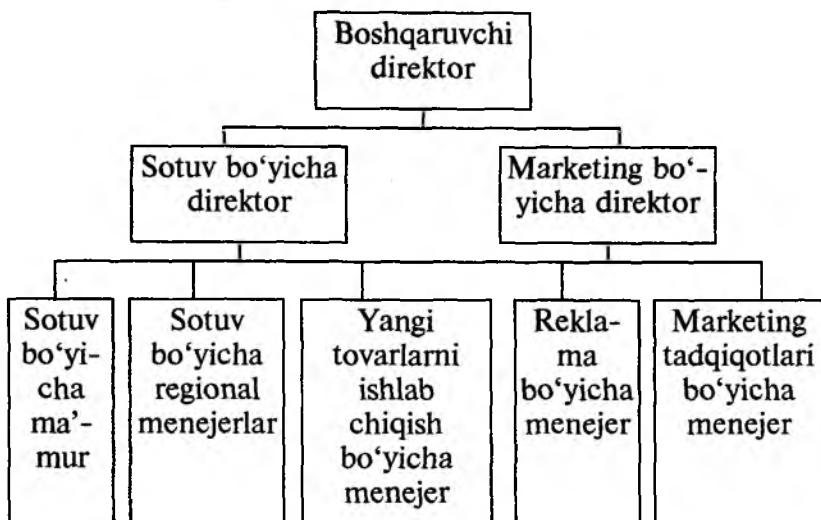 Boshqaruvchi
direktor
Sotuv bo‘yicha
direktor
Marketing bo‘-
yicha direktor
Sotuv
bo‘yi-
cha
ma’-
mur
Sotuv
bo‘yicha
regional
menejerlar
Yangi
tovarlarni
ishlab
chiqish
bo‘yicha
menejer
Rekla-
ma
bo‘yicha
menejer
Marketing
tadqiqotlari
bo‘yicha
menejer